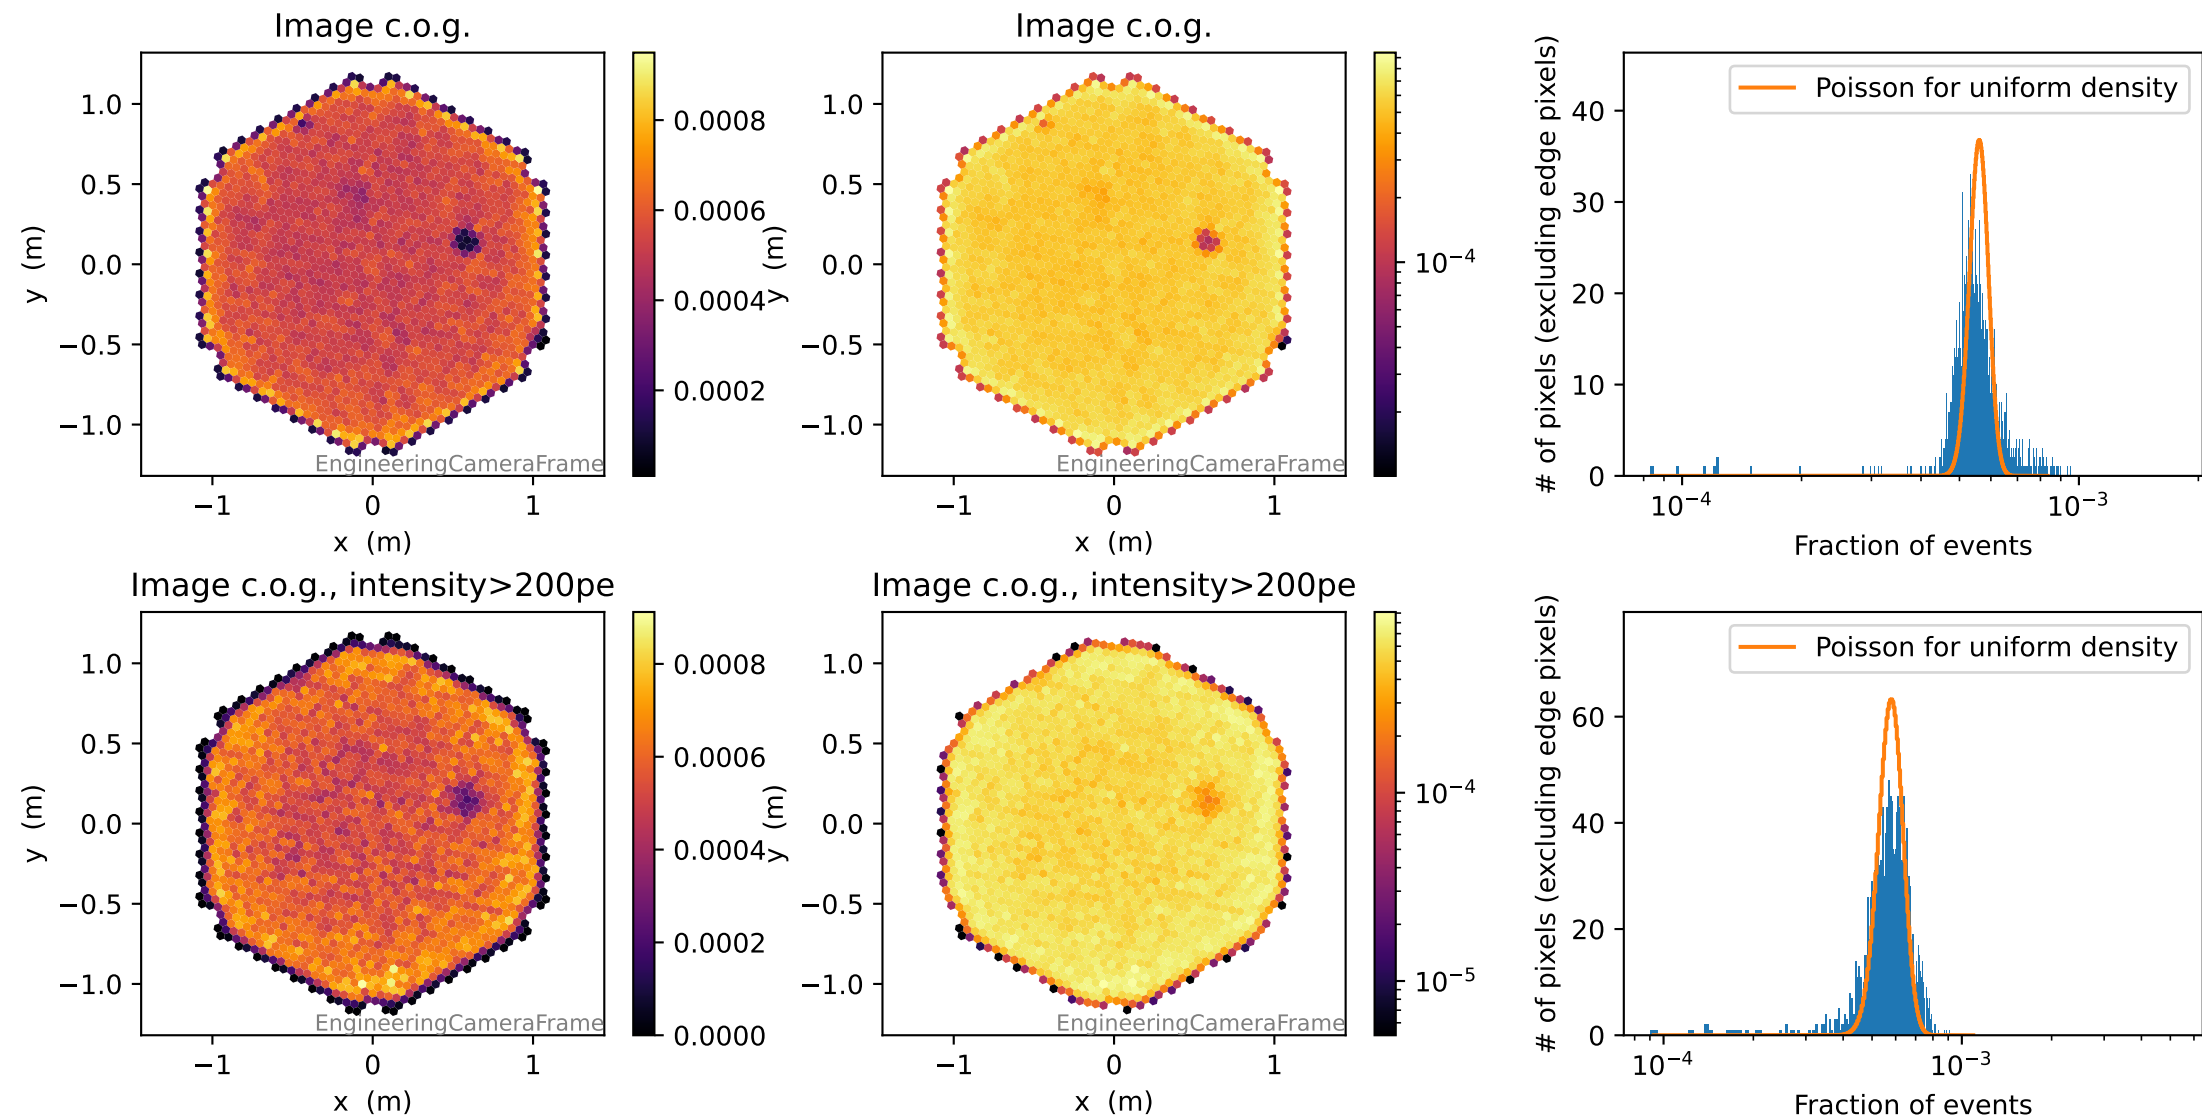 Image c.o.g.
1.0
0.5
0.0
−0.5
−1.0
y (m)
−1
0
1
x (m)
EngineeringCameraFrame
0.0008
0.0006
0.0004
0.0002
Image c.o.g.
1.0
0.5
0.0
−0.5
−1.0
y (m)
−1
0
1
x (m)
EngineeringCameraFrame
10⁻⁴
# of pixels (excluding edge pixels)
40
30
20
10
0
Poisson for uniform density
10⁻⁴
10⁻³
Fraction of events
Image c.o.g., intensity>200pe
1.0
0.5
0.0
−0.5
−1.0
y (m)
−1
0
1
x (m)
EngineeringCameraFrame
0.0008
0.0006
0.0004
0.0002
0.0000
Image c.o.g., intensity>200pe
1.0
0.5
0.0
−0.5
−1.0
y (m)
−1
0
1
x (m)
EngineeringCameraFrame
10⁻⁴
10⁻⁵
# of pixels (excluding edge pixels)
60
40
20
0
Poisson for uniform density
10⁻⁴
10⁻³
Fraction of events